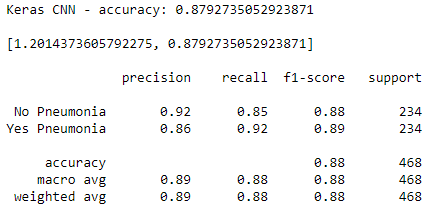 Keras CNN - accuracy: 0.8792735052923871
[1.2014373605792275, 0.8792735052923871]
precision recall f1-score support
No Pneumonia 0.92 0.85 0.88 234
Yes Pneumonia 0.86 0.92 0.89 234
accuracy 0.88 468
macro avg 0.89 0.88 0.88 468
weighted avg 0.89 0.88 0.88 468